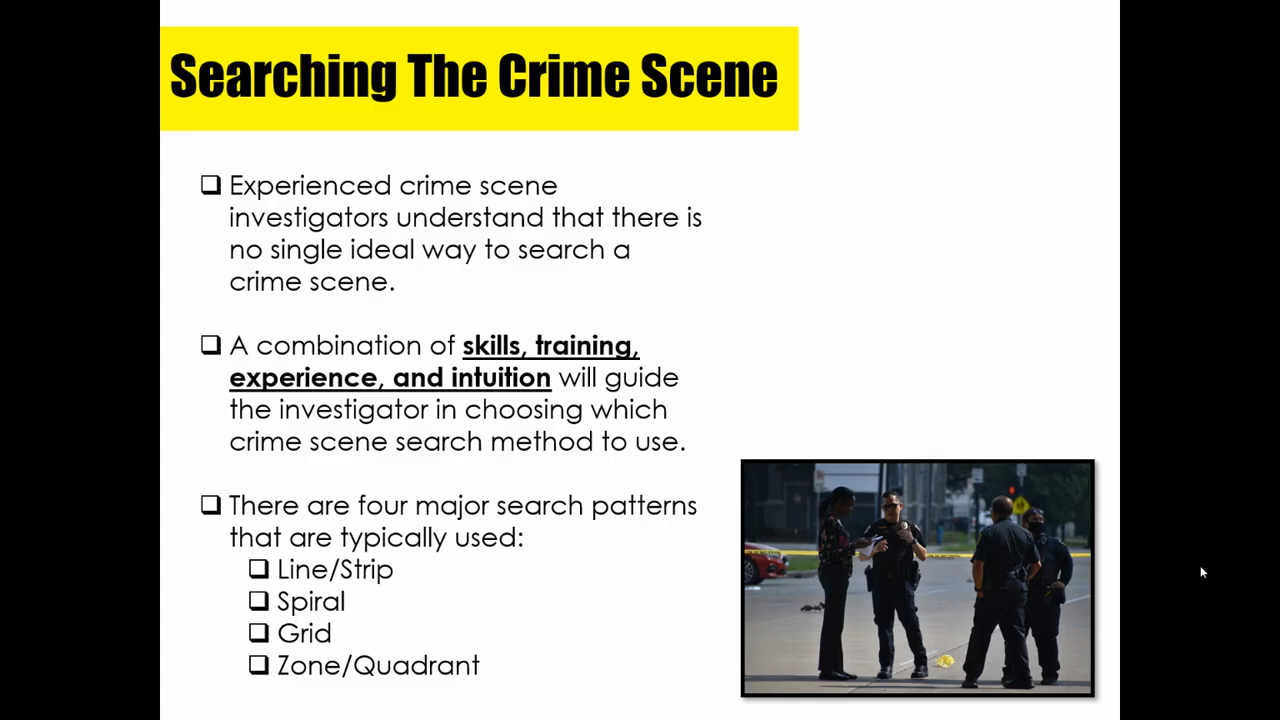 Searching The Crime Scene
Experienced crime scene
investigators understand that there is
no single ideal way to search a
crime scene.
A combination of skills, training,
experience, and intuition will guide
the investigator in choosing which
crime scene search method to use.
There are four major search patterns
that are typically used:
Line/Strip
Spiral
Grid
Zone/Quadrant